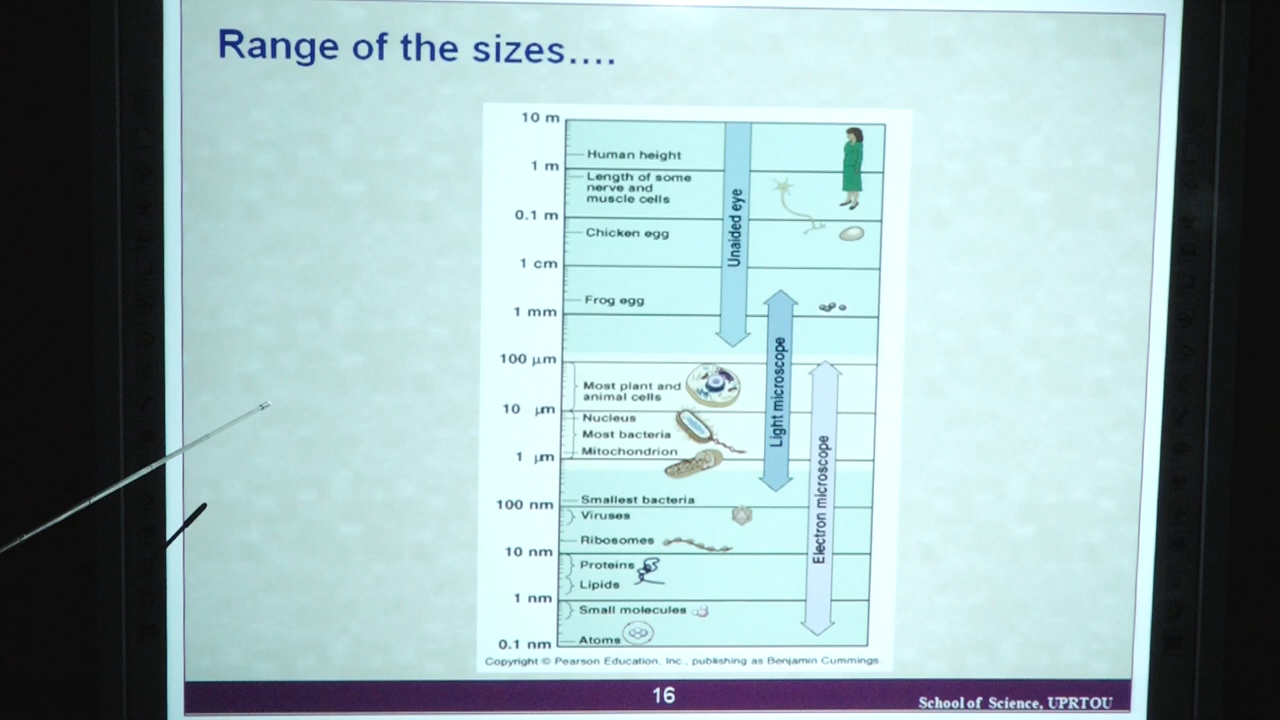 Range of the sizes....
10 m
Human height
1 m
Length of some
nerve and
muscle cells
0.1 m
Chicken egg
1 cm
Frog egg
1 mm
100 µm
Most plant and
animal cells
10 µm
Nucleus
Most bacteria
Mitochondrion
1 µm
Smallest bacteria
100 nm
Viruses
Ribosomes
10 nm
Proteins
Lipids
1 nm
Small molecules
Atoms
0.1 nm
Unaided eye
Light microscope
Electron microscope
Copyright © Pearson Education, Inc., publishing as Benjamin Cummings
16
School of Science, UPRTOU